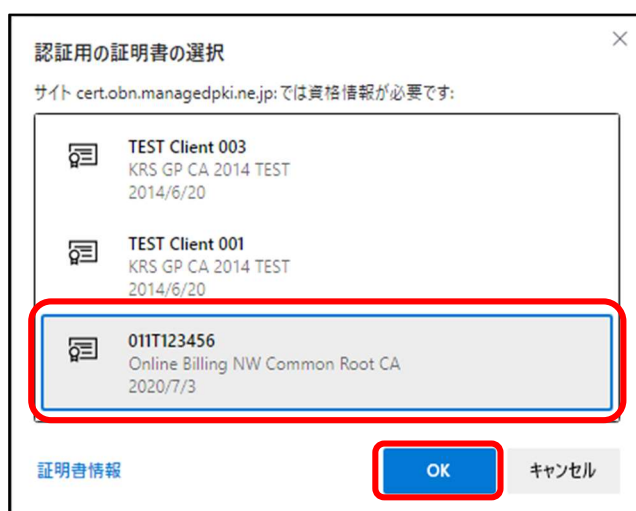 認証用の証明書の選択
サイト cert.obn.managedpki.ne.jp: では資格情報が必要です:
TEST Client 003
KRS GP CA 2014 TEST
2014/6/20
TEST Client 001
KRS GP CA 2014 TEST
2014/6/20
011T123456
Online Billing NW Common Root CA
2020/7/3
証明書情報
OK
キャンセル